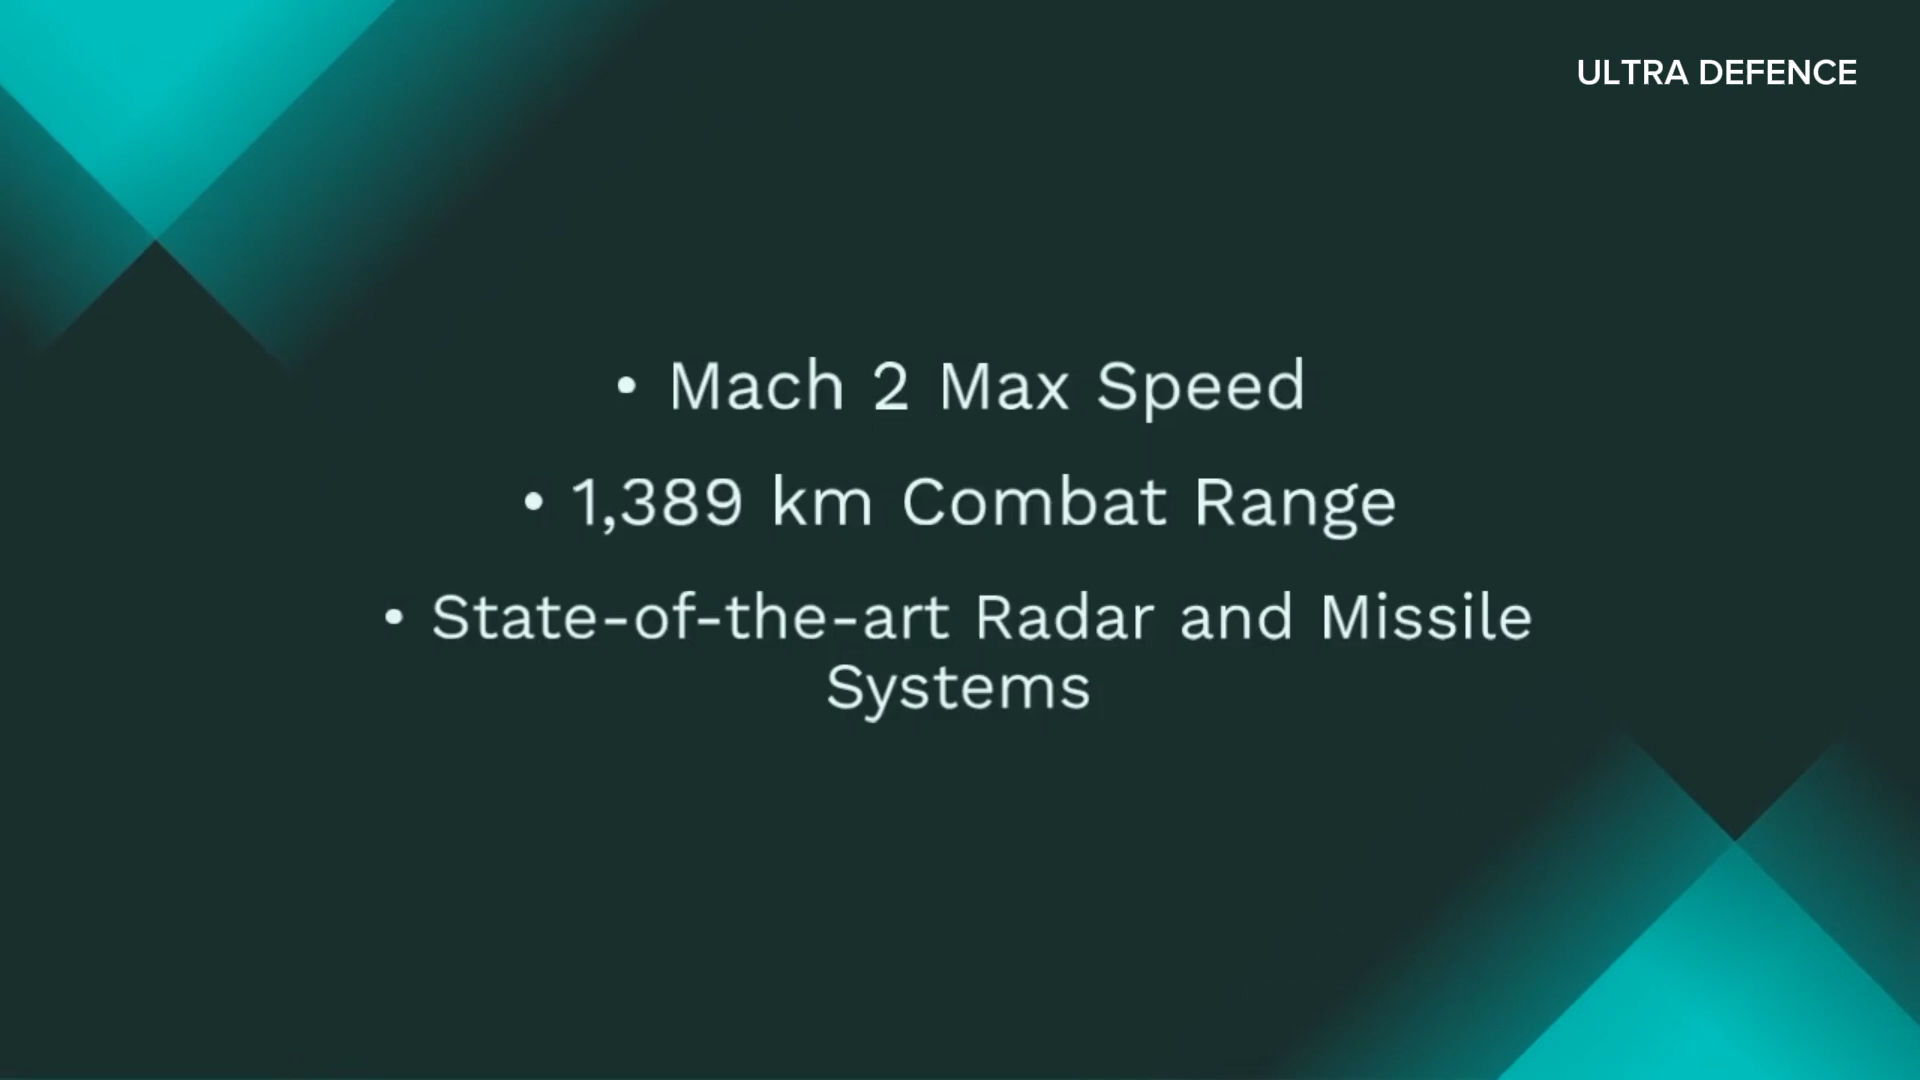 ULTRA DEFENCE
• Mach 2 Max Speed
• 1,389 km Combat Range
• State-of-the-art Radar and Missile
Systems